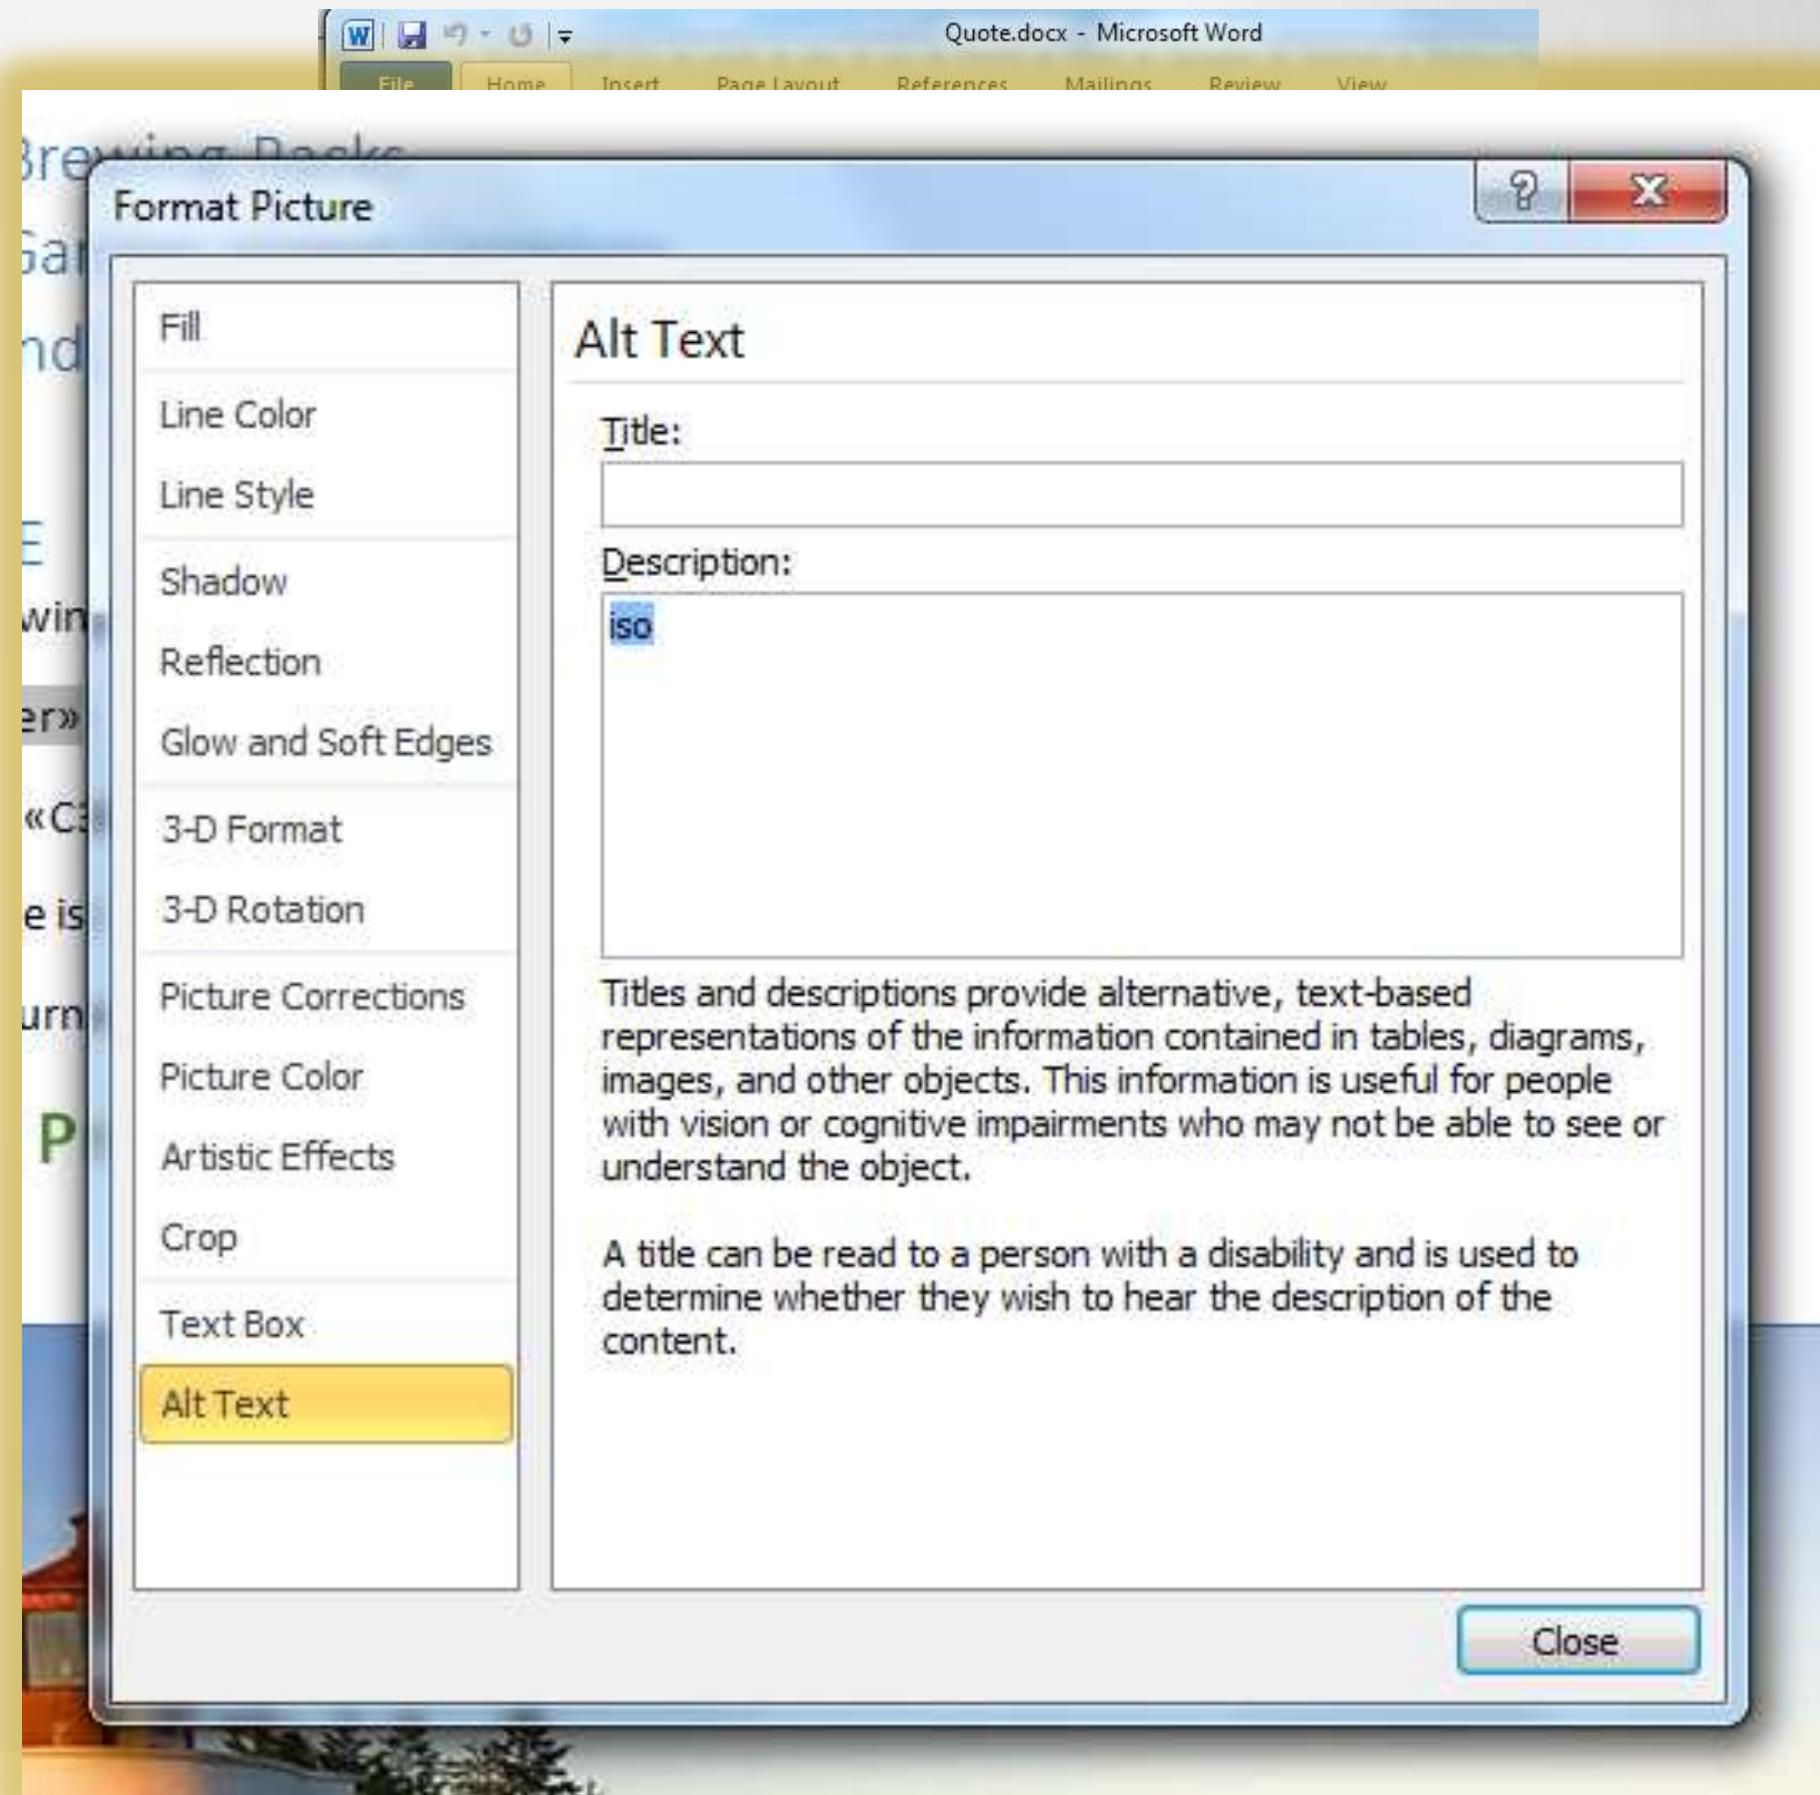 Quote.docx - Microsoft Word
File Home Insert Page Layout References Mailings Review View
Format Picture
Fill
Line Color
Line Style
Shadow
Reflection
Glow and Soft Edges
3-D Format
3-D Rotation
Picture Corrections
Picture Color
Artistic Effects
Crop
Text Box
Alt Text
Alt Text
Title:
Description:
iso
Titles and descriptions provide alternative, text-based
representations of the information contained in tables, diagrams,
images, and other objects. This information is useful for people
with vision or cognitive impairments who may not be able to see or
understand the object.
A title can be read to a person with a disability and is used to
determine whether they wish to hear the description of the
content.
Close